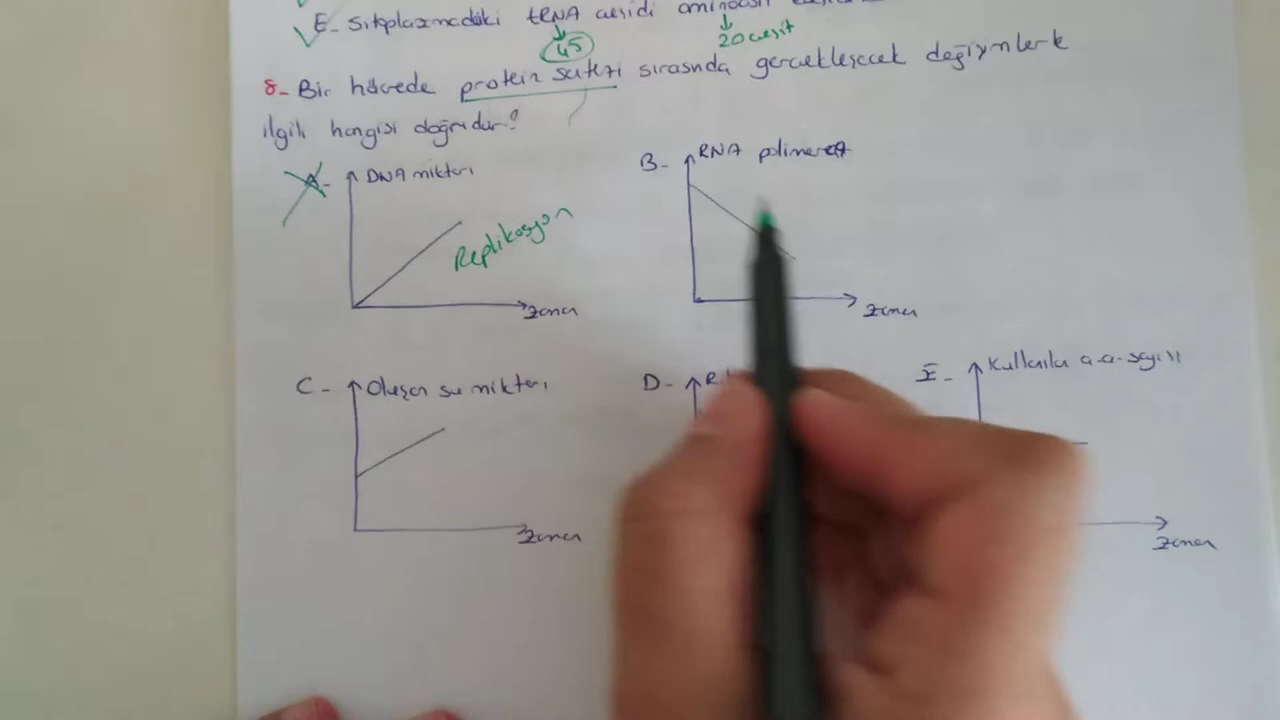 E- Sitoplazmadaki tRNA çeşidi
45
20 çeşit
8- Bir hücrede protein sentezi sırasında gerçekleşecek değişimlerle
ilgili hangisi doğrudur?
A- DNA miktarı
Replikasyon
zaman
B- RNA polimeraz
zaman
C- Oluşan su miktarı
zaman
D-
E- Kullanılan a.a. sayısı
zaman